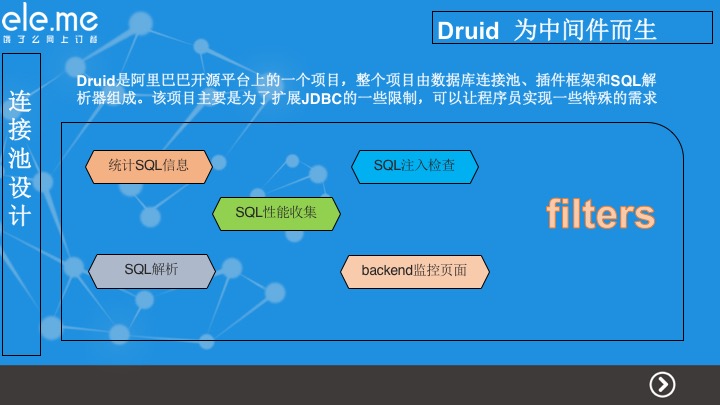 ele.me
饿了么网上订餐
Druid 为中间件而生
连接池设计
Druid是阿里巴巴开源平台上的一个项目，整个项目由数据库连接池、插件框架和SQL解
析器组成。该项目主要是为了扩展JDBC的一些限制，可以让程序员实现一些特殊的需求
统计SQL信息
SQL注入检查
SQL性能收集
filters
SQL解析
backend监控页面